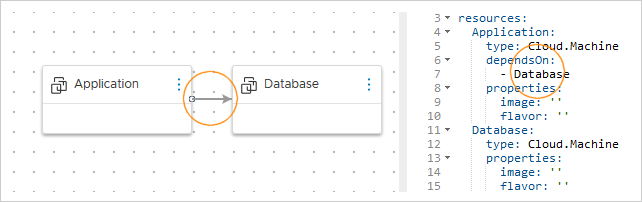 Application
Database
3 resources:
4 Application:
5 type: Cloud.Machine
6 dependsOn:
7 - Database
8 properties:
9 image: ''
10 flavor: ''
11 Database:
12 type: Cloud.Machine
13 properties:
14 image: ''
15 flavor: ''